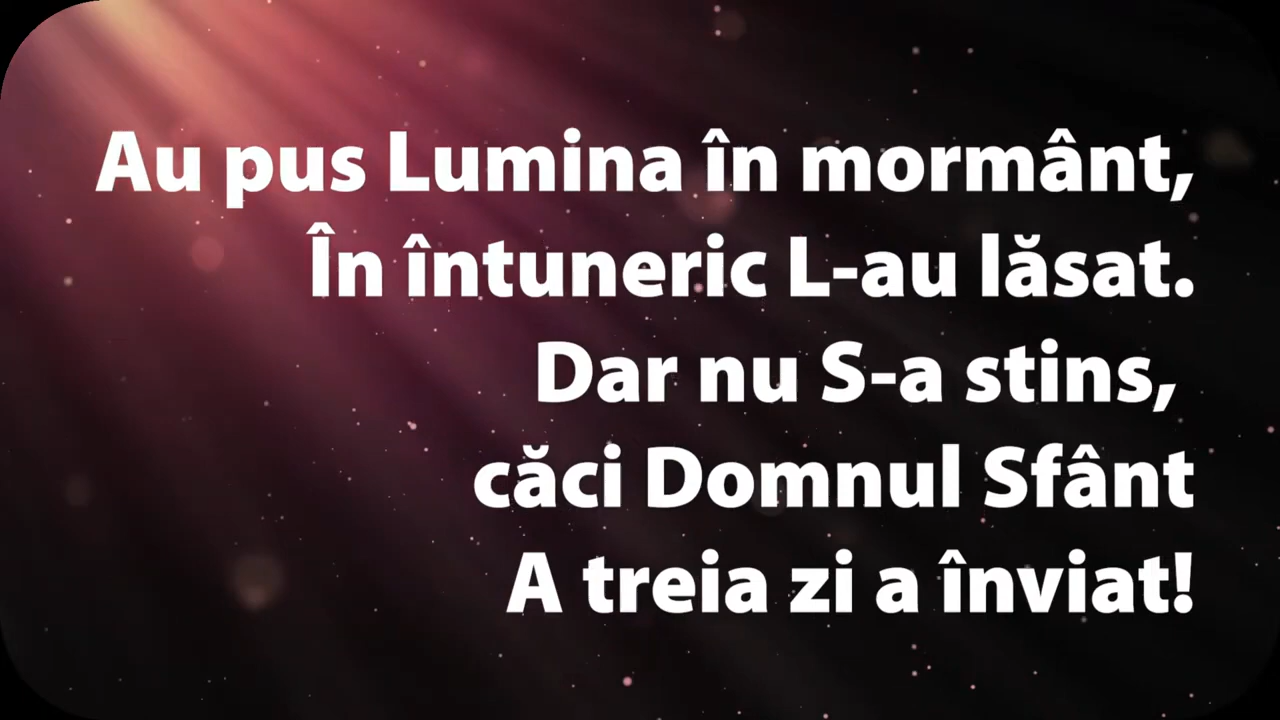 Au pus Lumina în mormânt,
În întuneric L-au lăsat.
Dar nu S-a stins,
căci Domnul Sfânt
A treia zi a înviat!